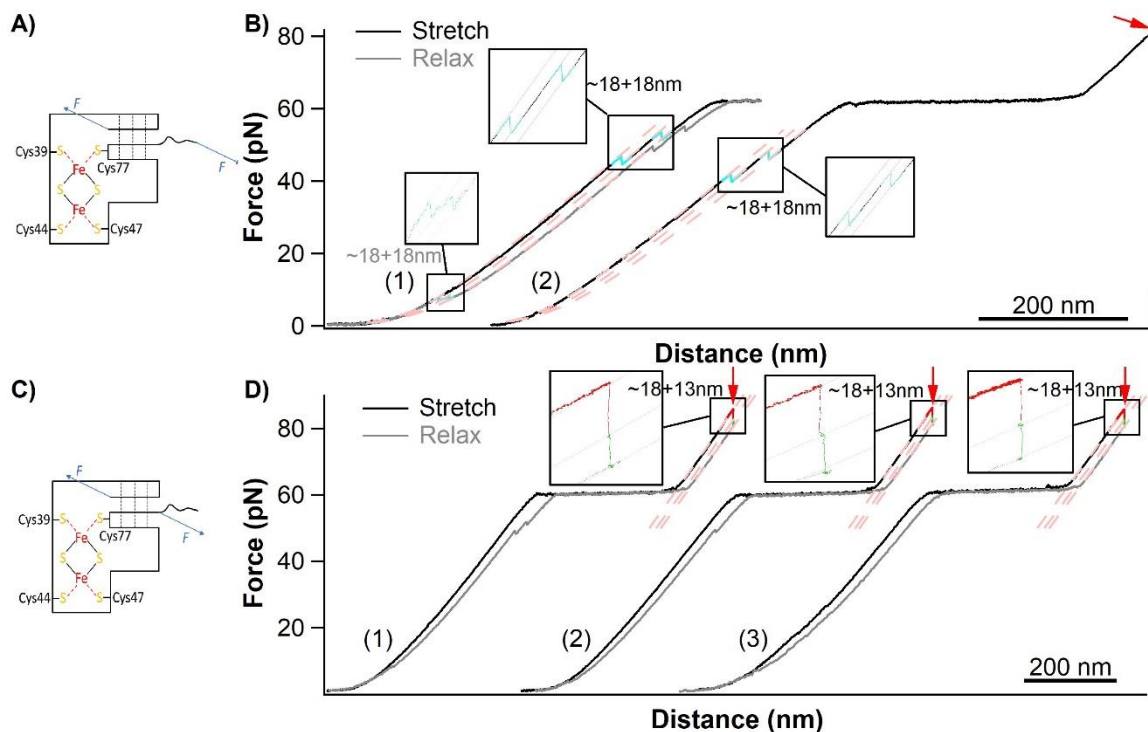 A)
F
F
Cys39
S
S
Fe
Cys77
S
S
Fe
Cys44
S
S
Cys47
B)
Stretch
Relax
Force (pN)
80
60
40
20
0
~18+18nm
~18+18nm
~18+18nm
(1)
(2)
200 nm
Distance (nm)
C)
F
F
Cys39
S
S
Fe
Cys77
S
S
Fe
Cys44
S
S
Cys47
D)
Stretch
Relax
Force (pN)
80
60
40
20
~18+13nm
~18+13nm
~18+13nm
(1)
(2)
(3)
200 nm
Distance (nm)